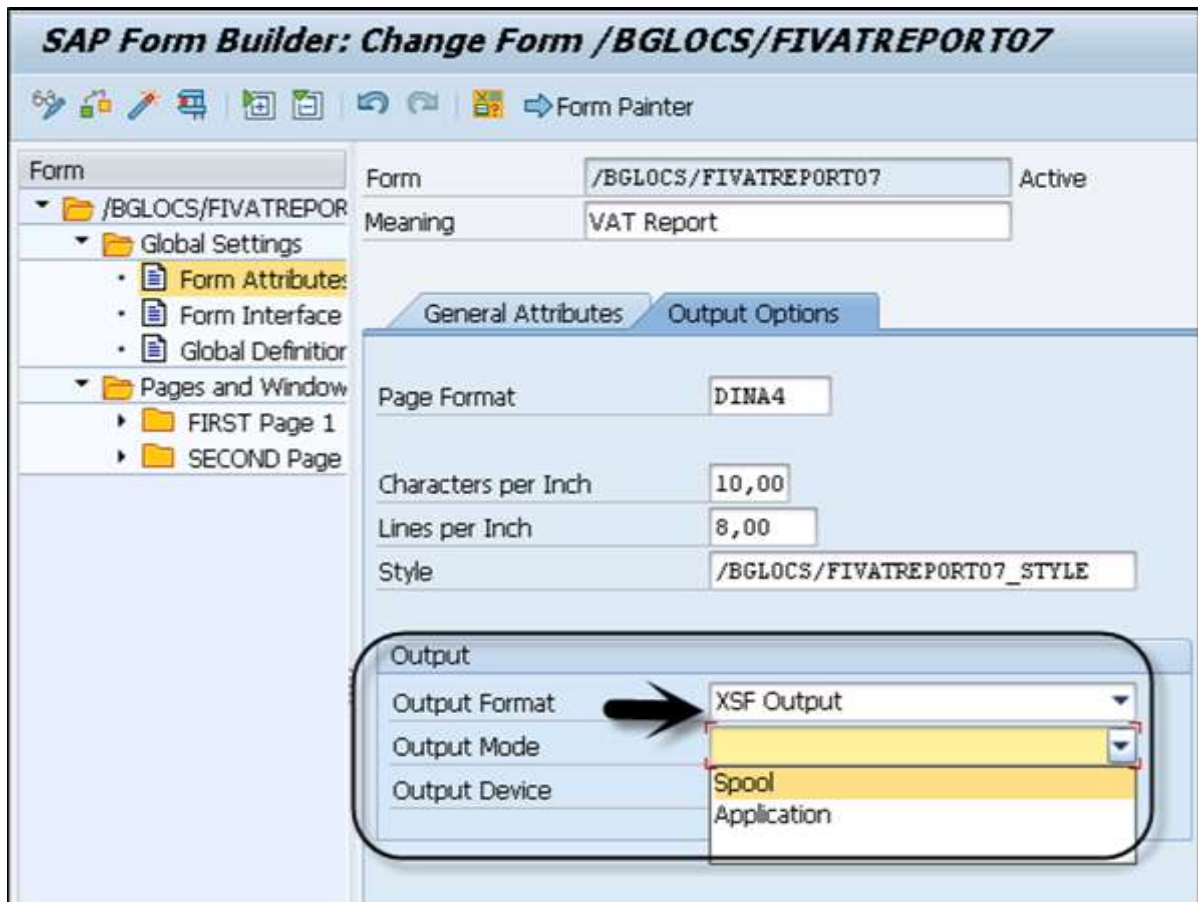 SAP Form Builder: Change Form /BGLOCS/FIVATREPORT07
Form Painter
Form
/BGLOCS/FIVATREPOR
Global Settings
Form Attributes
Form Interface
Global Definition
Pages and Window
FIRST Page 1
SECOND Page
Form /BGLOCS/FIVATREPORT07 Active
Meaning VAT Report
General Attributes Output Options
Page Format DINA4
Characters per Inch 10,00
Lines per Inch 8,00
Style /BGLOCS/FIVATREPORT07_STYLE
Output
Output Format XSF Output
Output Mode
Output Device
Spool
Application